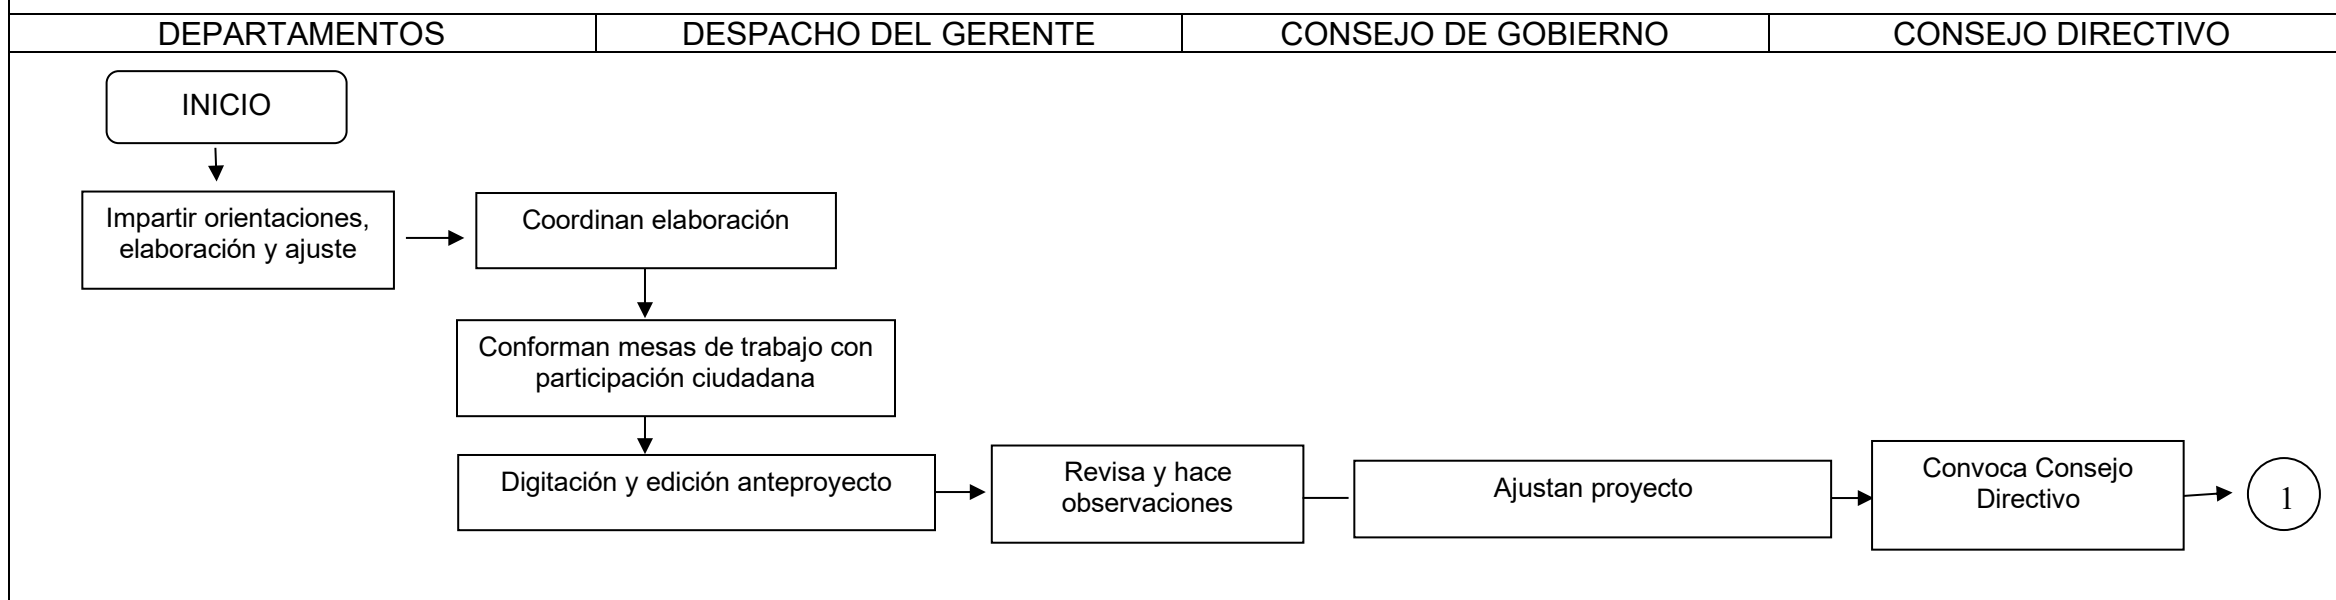 DEPARTAMENTOS
DESPACHO DEL GERENTE
CONSEJO DE GOBIERNO
CONSEJO DIRECTIVO
INICIO
Impartir orientaciones,
elaboración y ajuste
Coordinan elaboración
Conforman mesas de trabajo con
participación ciudadana
Digitación y edición anteproyecto
Revisa y hace
observaciones
Ajustan proyecto
Convoca Consejo
Directivo
1